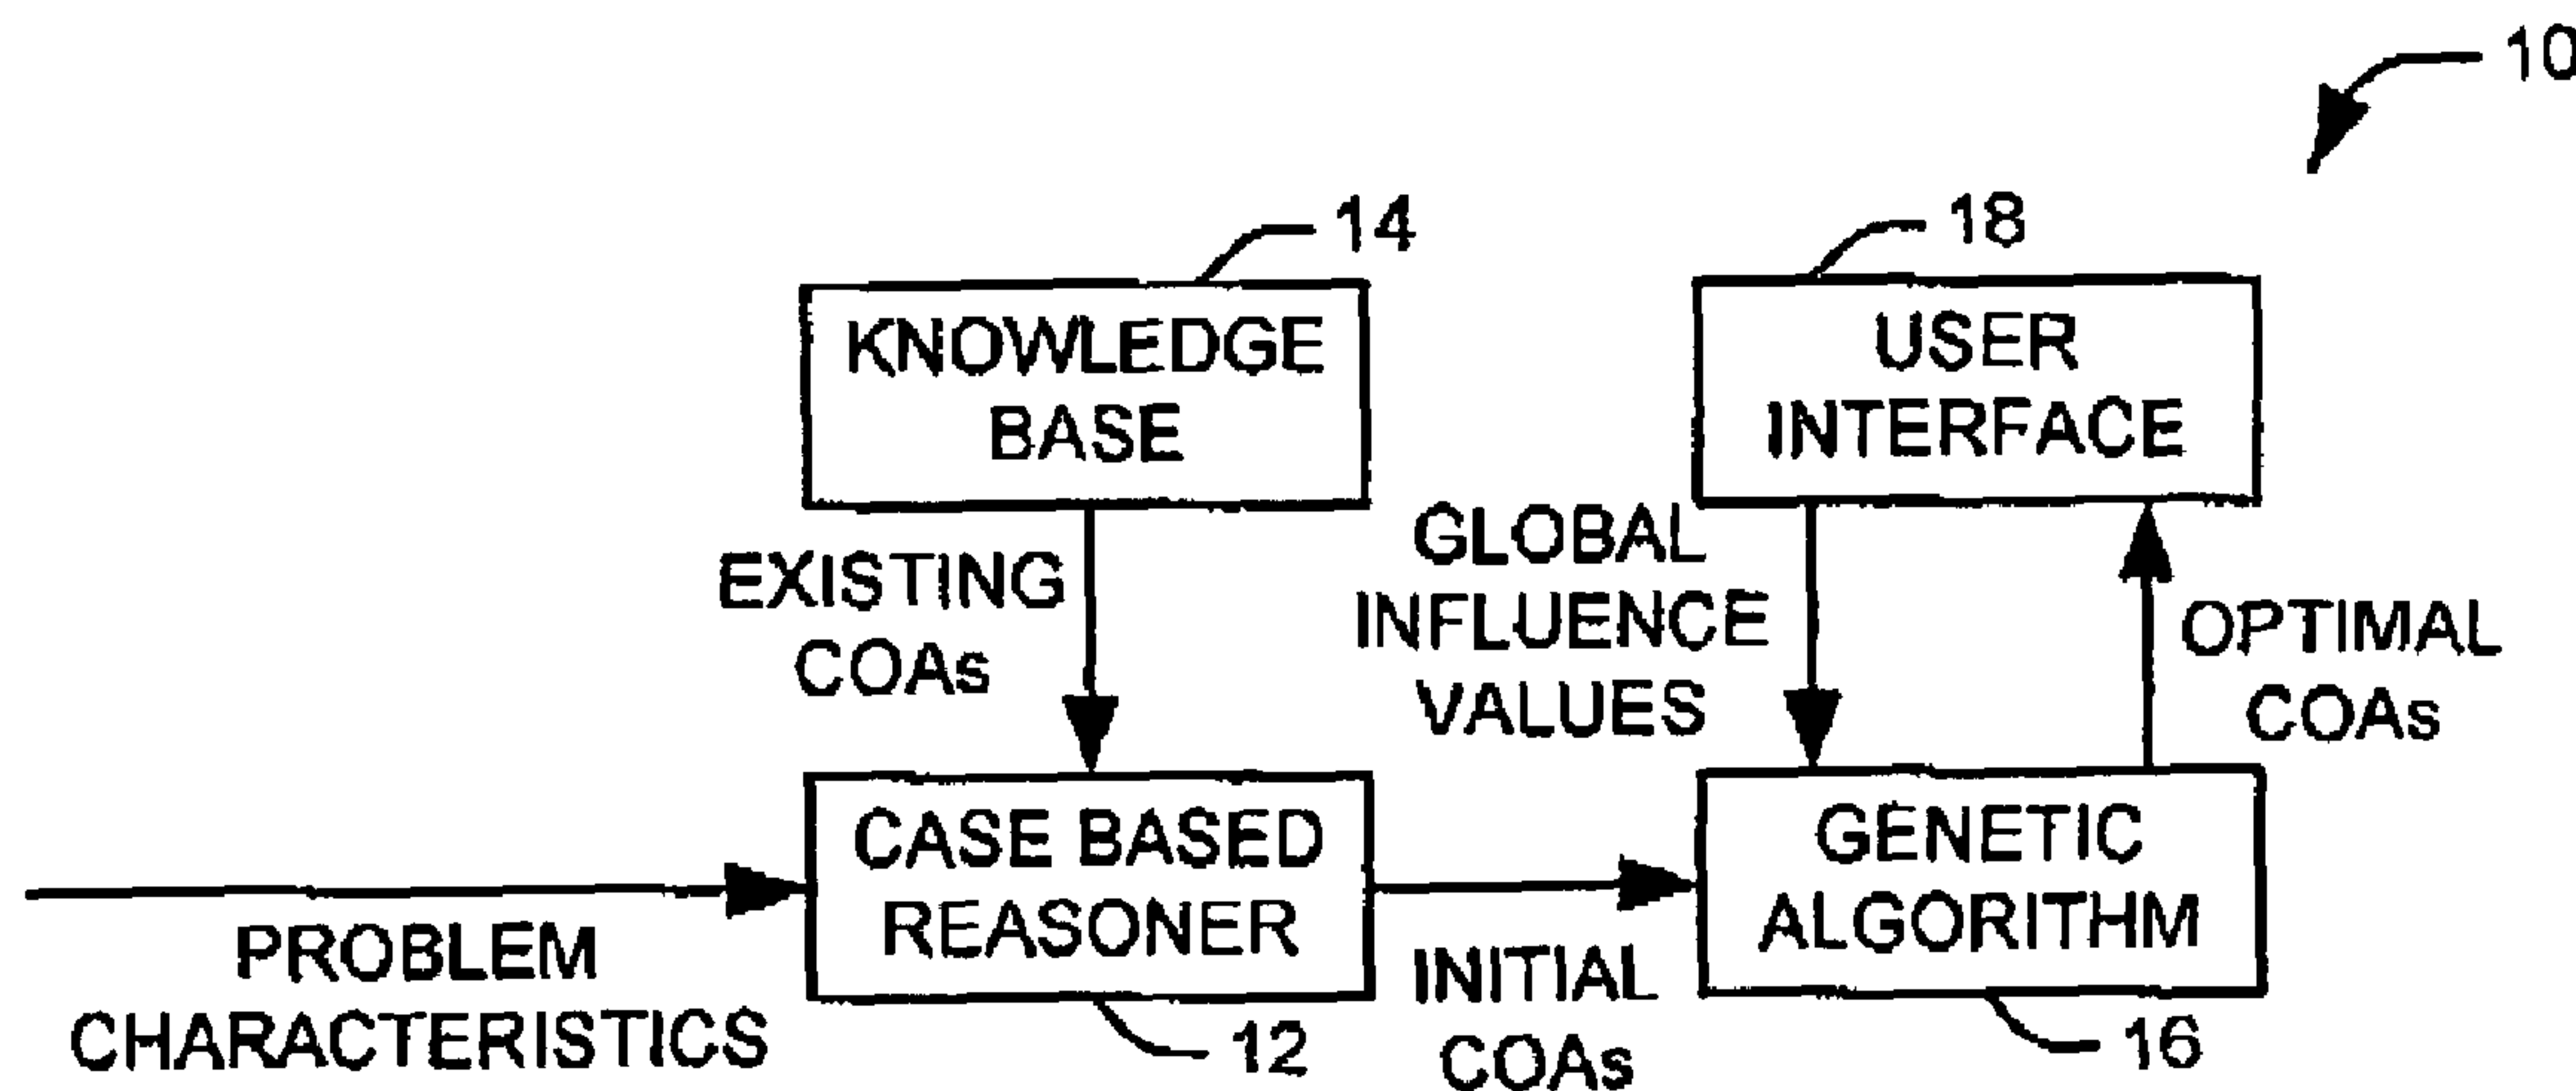 10
14
18
KNOWLEDGE
BASE
USER
INTERFACE
EXISTING
COAs
GLOBAL
INFLUENCE
VALUES
OPTIMAL
COAs
CASE BASED
REASONER
GENETIC
ALGORITHM
PROBLEM
CHARACTERISTICS
INITIAL
COAs
12
16